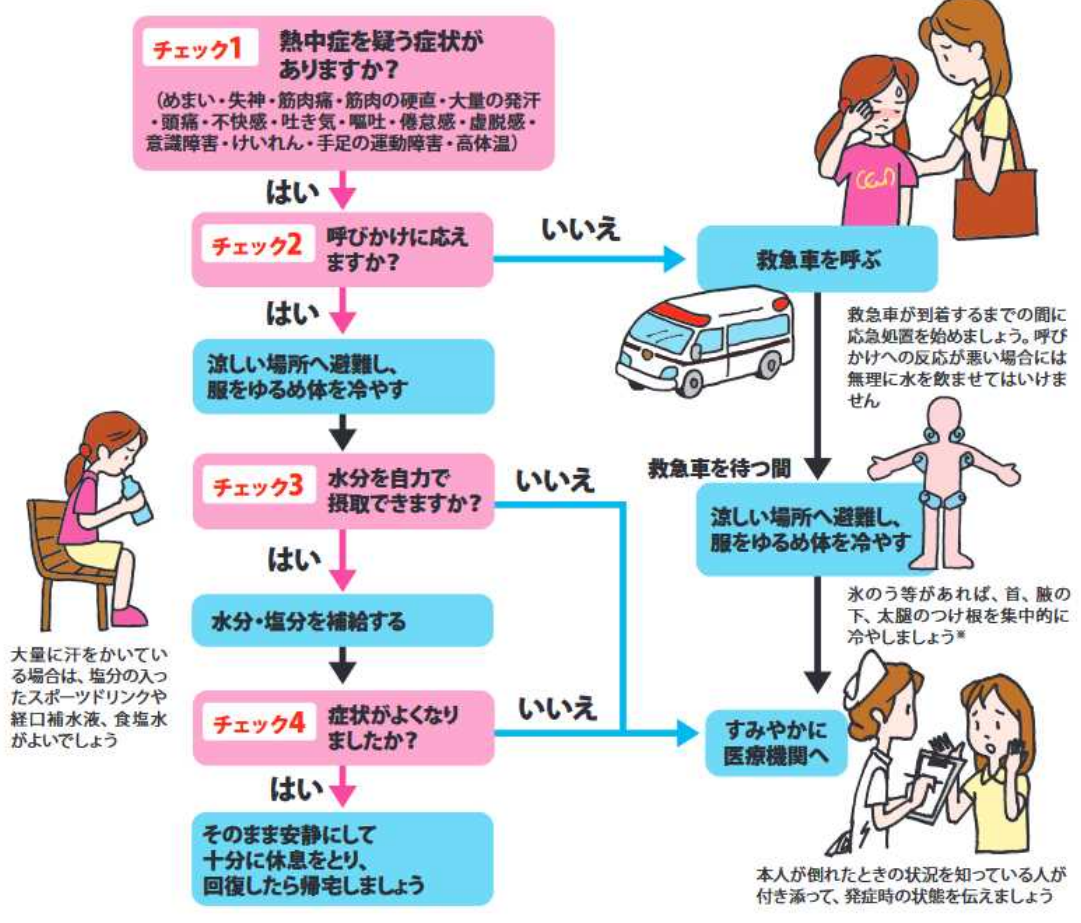 チェック1
熱中症を疑う症状が
ありますか?
(めまい・失神・筋肉痛・筋肉の硬直・大量の発汗
・頭痛・不快感・吐き気・嘔吐・倦怠感・虚脱感・
意識障害・けいれん・手足の運動障害・高体温)
はい
チェック2
呼びかけに応え
ますか?
いいえ
救急車を呼ぶ
はい
救急車が到着するまでの間に
応急処置を始めましょう。呼び
かけへの反応が悪い場合には
無理に水を飲ませてはいけま
せん
涼しい場所へ避難し、
服をゆるめ体を冷やす
チェック3
水分を自力で
摂取できますか?
いいえ
救急車を待つ間
涼しい場所へ避難し、
服をゆるめ体を冷やす
はい
氷のう等があれば、首、腋の
下、太腿のつけ根を集中的に
冷やしましょう※
水分・塩分を補給する
大量に汗をかいてい
る場合は、塩分の入っ
たスポーツドリンクや
経口補水液、食塩水
がよいでしょう
チェック4
症状がよくなり
ましたか?
いいえ
すみやかに
医療機関へ
はい
そのまま安静にして
十分に休息をとり、
回復したら帰宅しましょう
本人が倒れたときの状況を知っている人が
付き添って、発症時の状態を伝えましょう